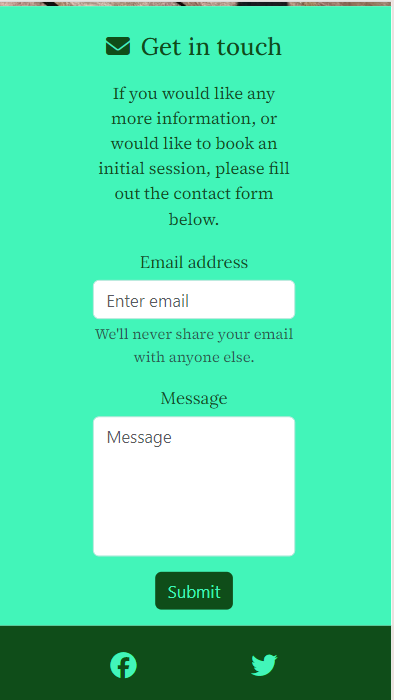 Get in touch
If you would like any
more information, or
would like to book an
initial session, please fill
out the contact form
below.
Email address
Enter email
We'll never share your email
with anyone else.
Message
Message
Submit